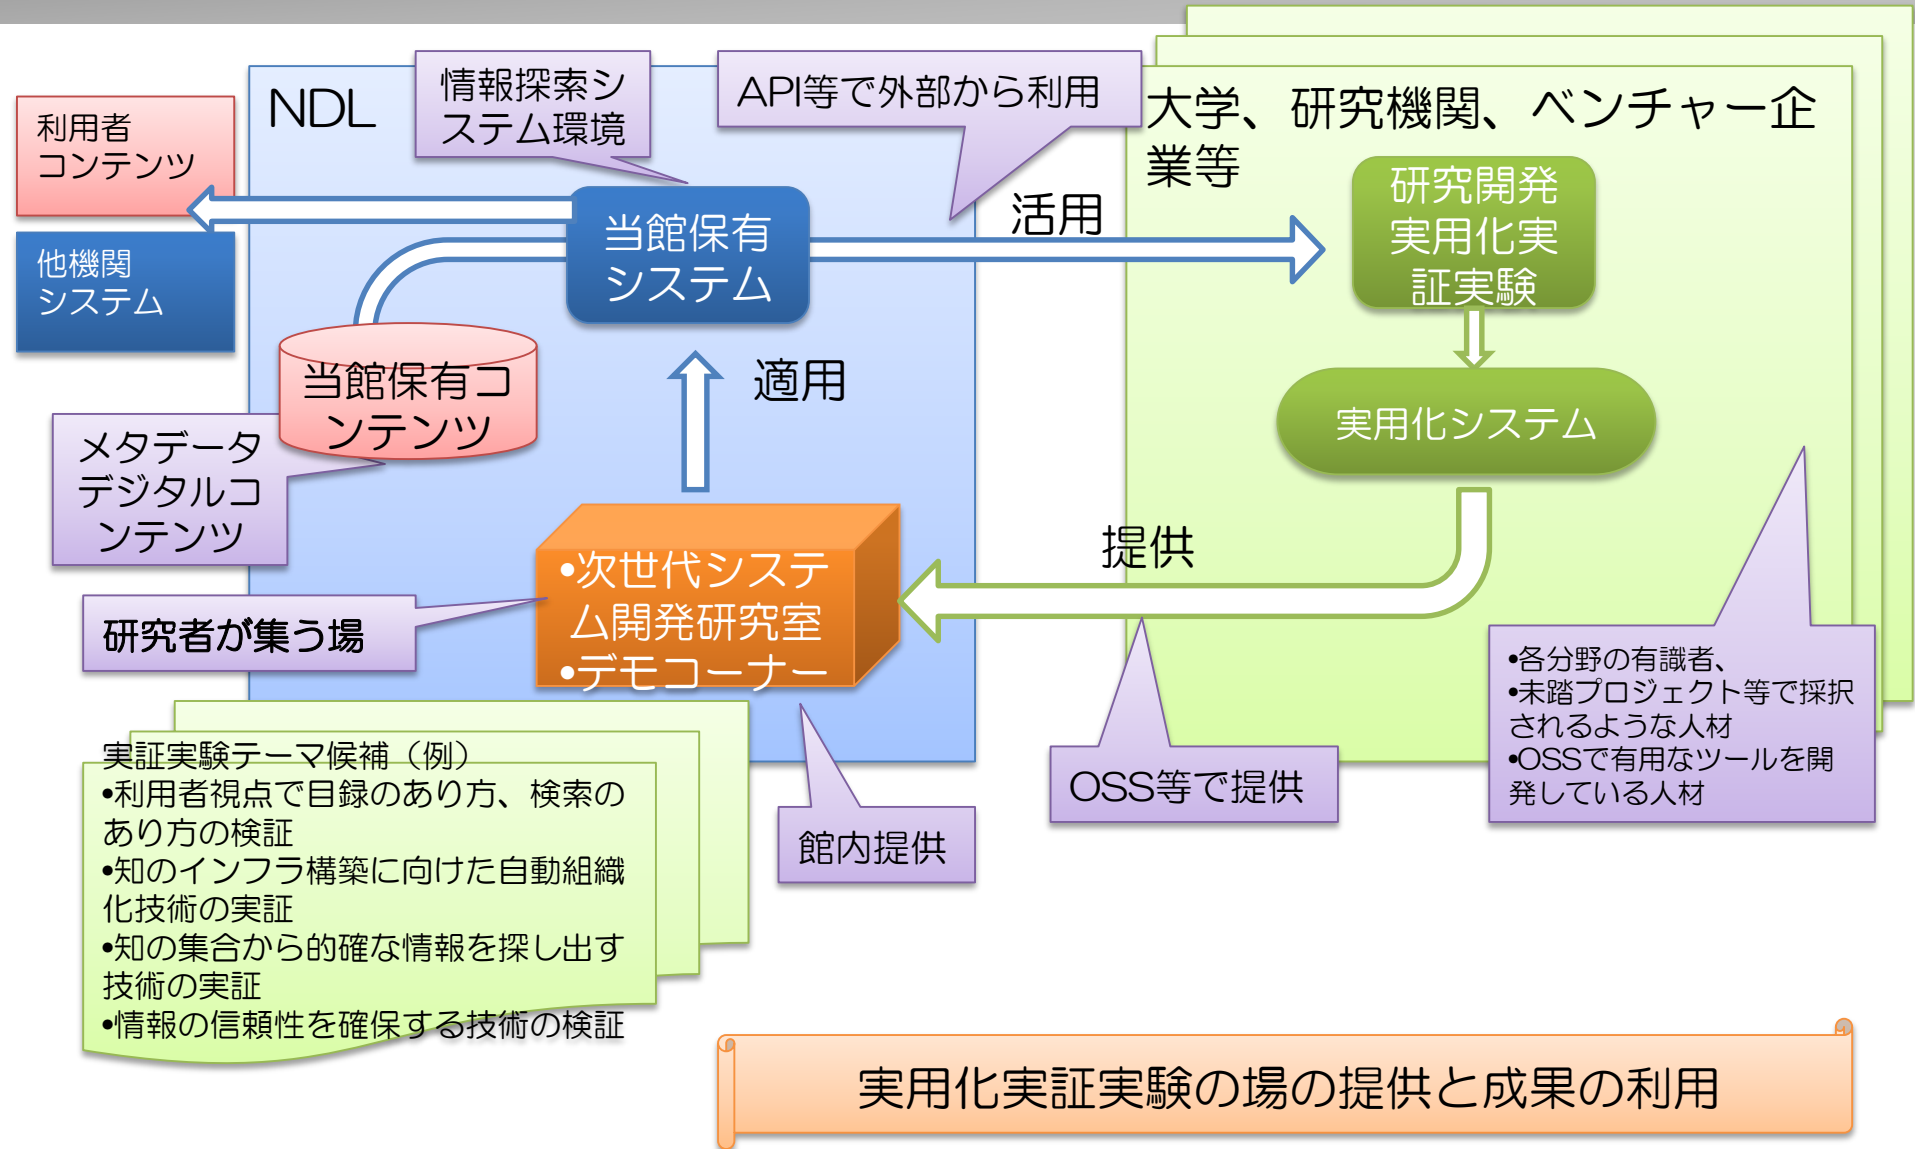 NDL
情報探索シ
ステム環境
API等で外部から利用
大学、研究機関、ベンチャー企
業等
利用者
コンテンツ
他機関
システム
当館保有
システム
活用
研究開発
実用化実
証実験
当館保有コ
ンテンツ
適用
実用化システム
メタデータ
デジタルコ
ンテンツ
提供
•次世代システ
ム開発研究室
•デモコーナー
研究者が集う場
•各分野の有識者、
•未踏プロジェクト等で採択
されるような人材
•OSSで有用なツールを開
発している人材
OSS等で提供
館内提供
実証実験テーマ候補（例）
•利用者視点で目録のあり方、検索の
あり方の検証
•知のインフラ構築に向けた自動組織
化技術の実証
•知の集合から的確な情報を探し出す
技術の実証
•情報の信頼性を確保する技術の検証
実用化実証実験の場の提供と成果の利用